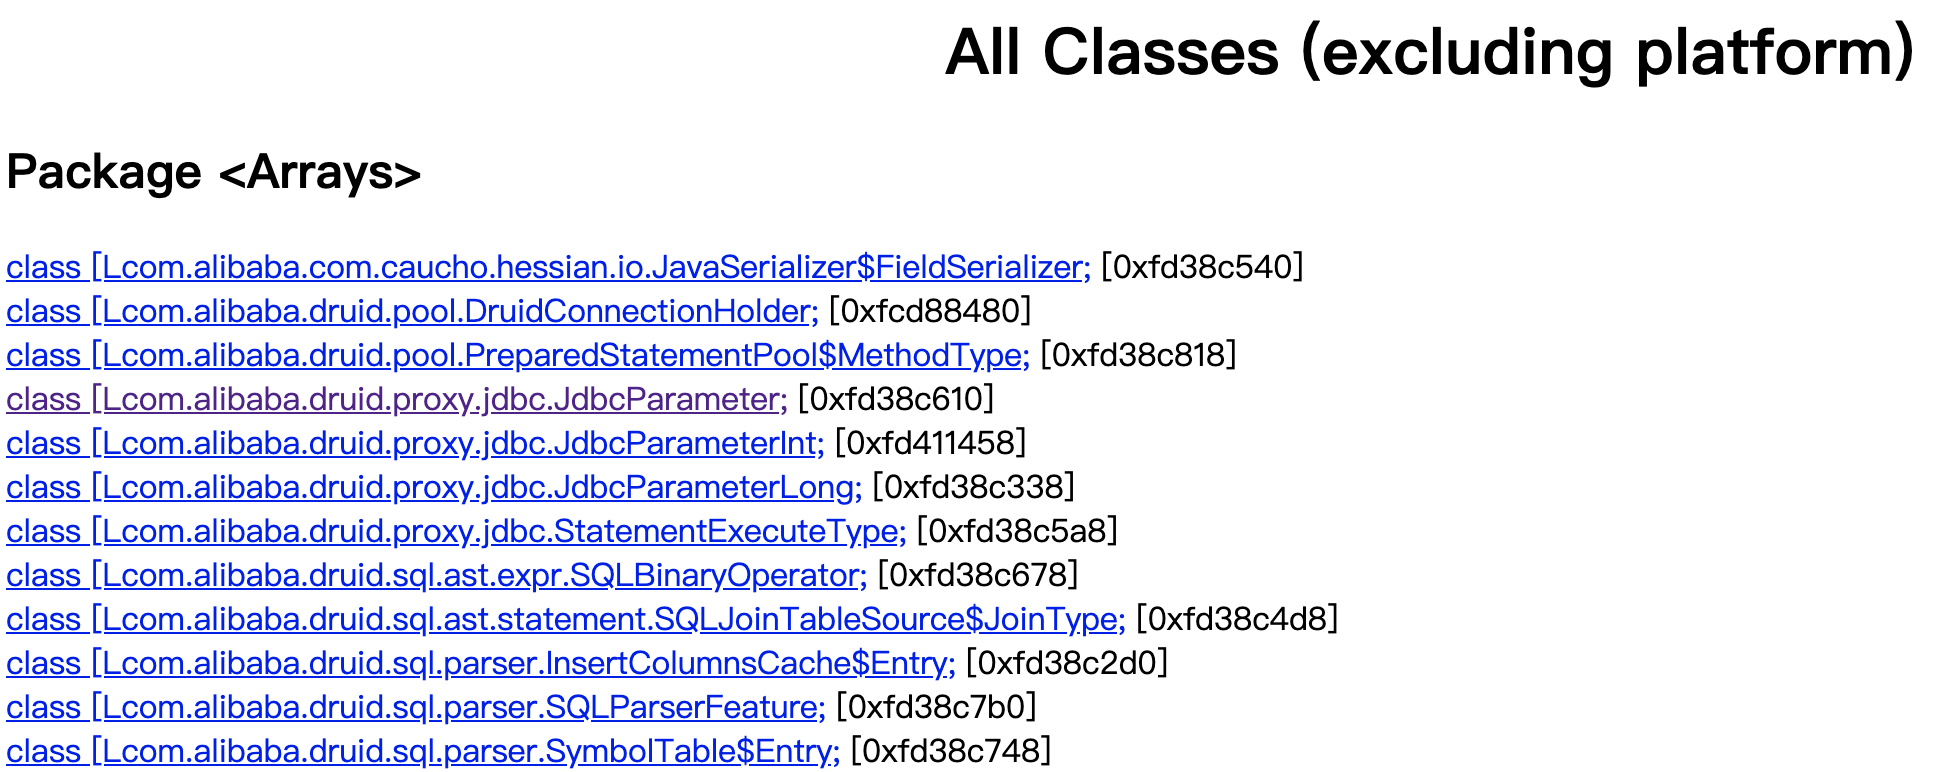 All Classes (excluding platform)
Package <Arrays>
class [Lcom.alibaba.com.caucho.hessian.io.JavaSerializer$FieldSerializer; [0xfd38c540]
class [Lcom.alibaba.druid.pool.DruidConnectionHolder; [0xfcd88480]
class [Lcom.alibaba.druid.pool.PreparedStatementPool$MethodType; [0xfd38c818]
class [Lcom.alibaba.druid.proxy.jdbc.JdbcParameter; [0xfd38c610]
class [Lcom.alibaba.druid.proxy.jdbc.JdbcParameterInt; [0xfd411458]
class [Lcom.alibaba.druid.proxy.jdbc.JdbcParameterLong; [0xfd38c338]
class [Lcom.alibaba.druid.proxy.jdbc.StatementExecuteType; [0xfd38c5a8]
class [Lcom.alibaba.druid.sql.ast.expr.SQLBinaryOperator; [0xfd38c678]
class [Lcom.alibaba.druid.sql.ast.statement.SQLJoinTableSource$JoinType; [0xfd38c4d8]
class [Lcom.alibaba.druid.sql.parser.InsertColumnsCache$Entry; [0xfd38c2d0]
class [Lcom.alibaba.druid.sql.parser.SQLParserFeature; [0xfd38c7b0]
class [Lcom.alibaba.druid.sql.parser.SymbolTable$Entry; [0xfd38c748]